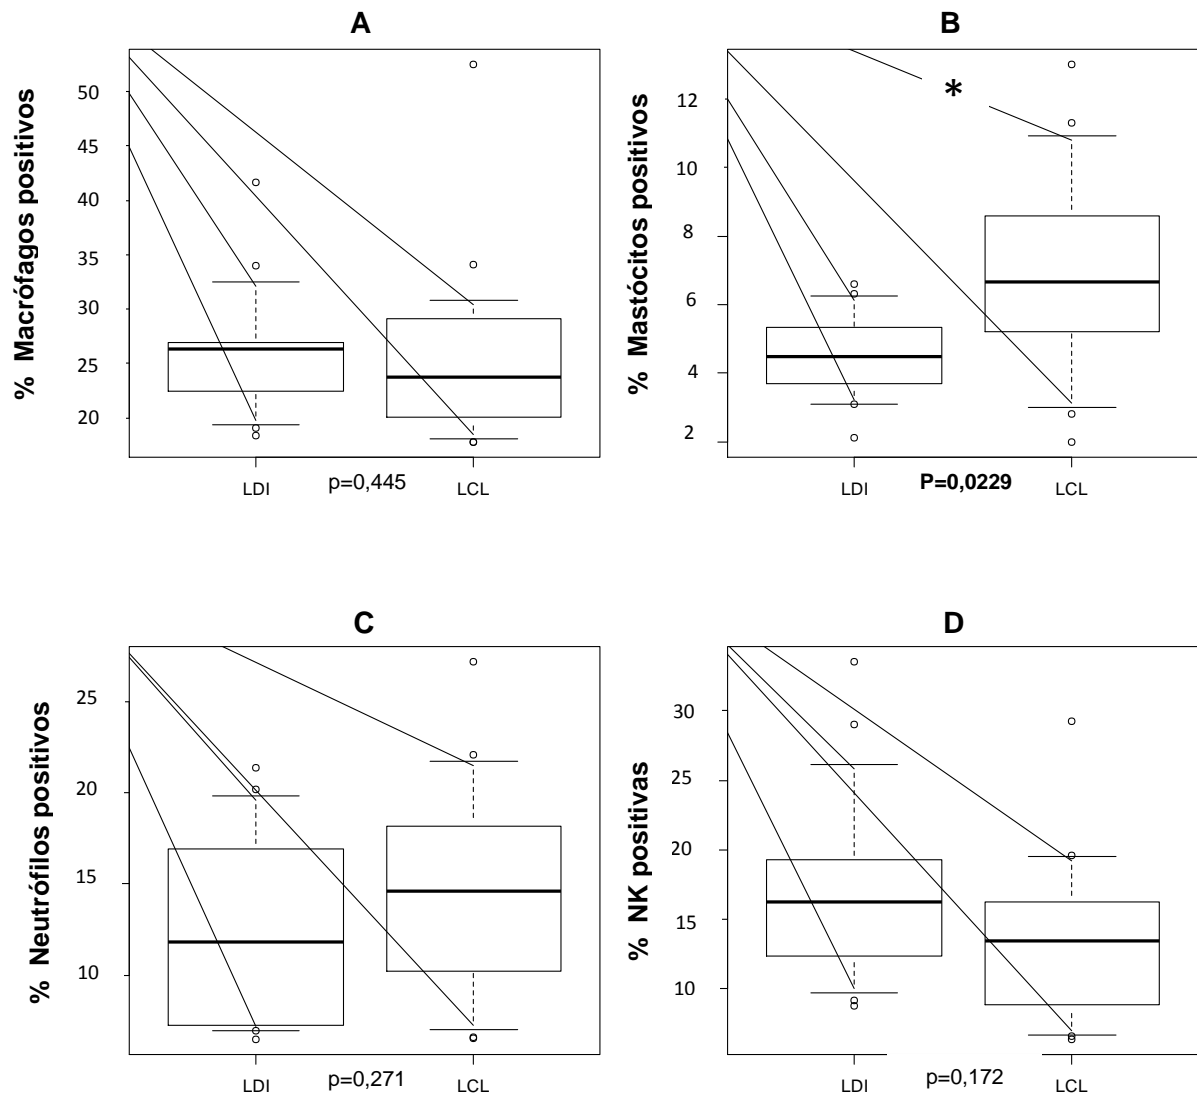 A
% Macrófagos positivos
50
45
40
35
30
25
20
LDI
p=0,445
LCL
B
*
% Mastócitos positivos
12
10
8
6
4
2
LDI
P=0,0229
LCL
C
% Neutrófilos positivos
25
20
15
10
LDI
p=0,271
LCL
D
% NK positivas
30
25
20
15
10
LDI
p=0,172
LCL